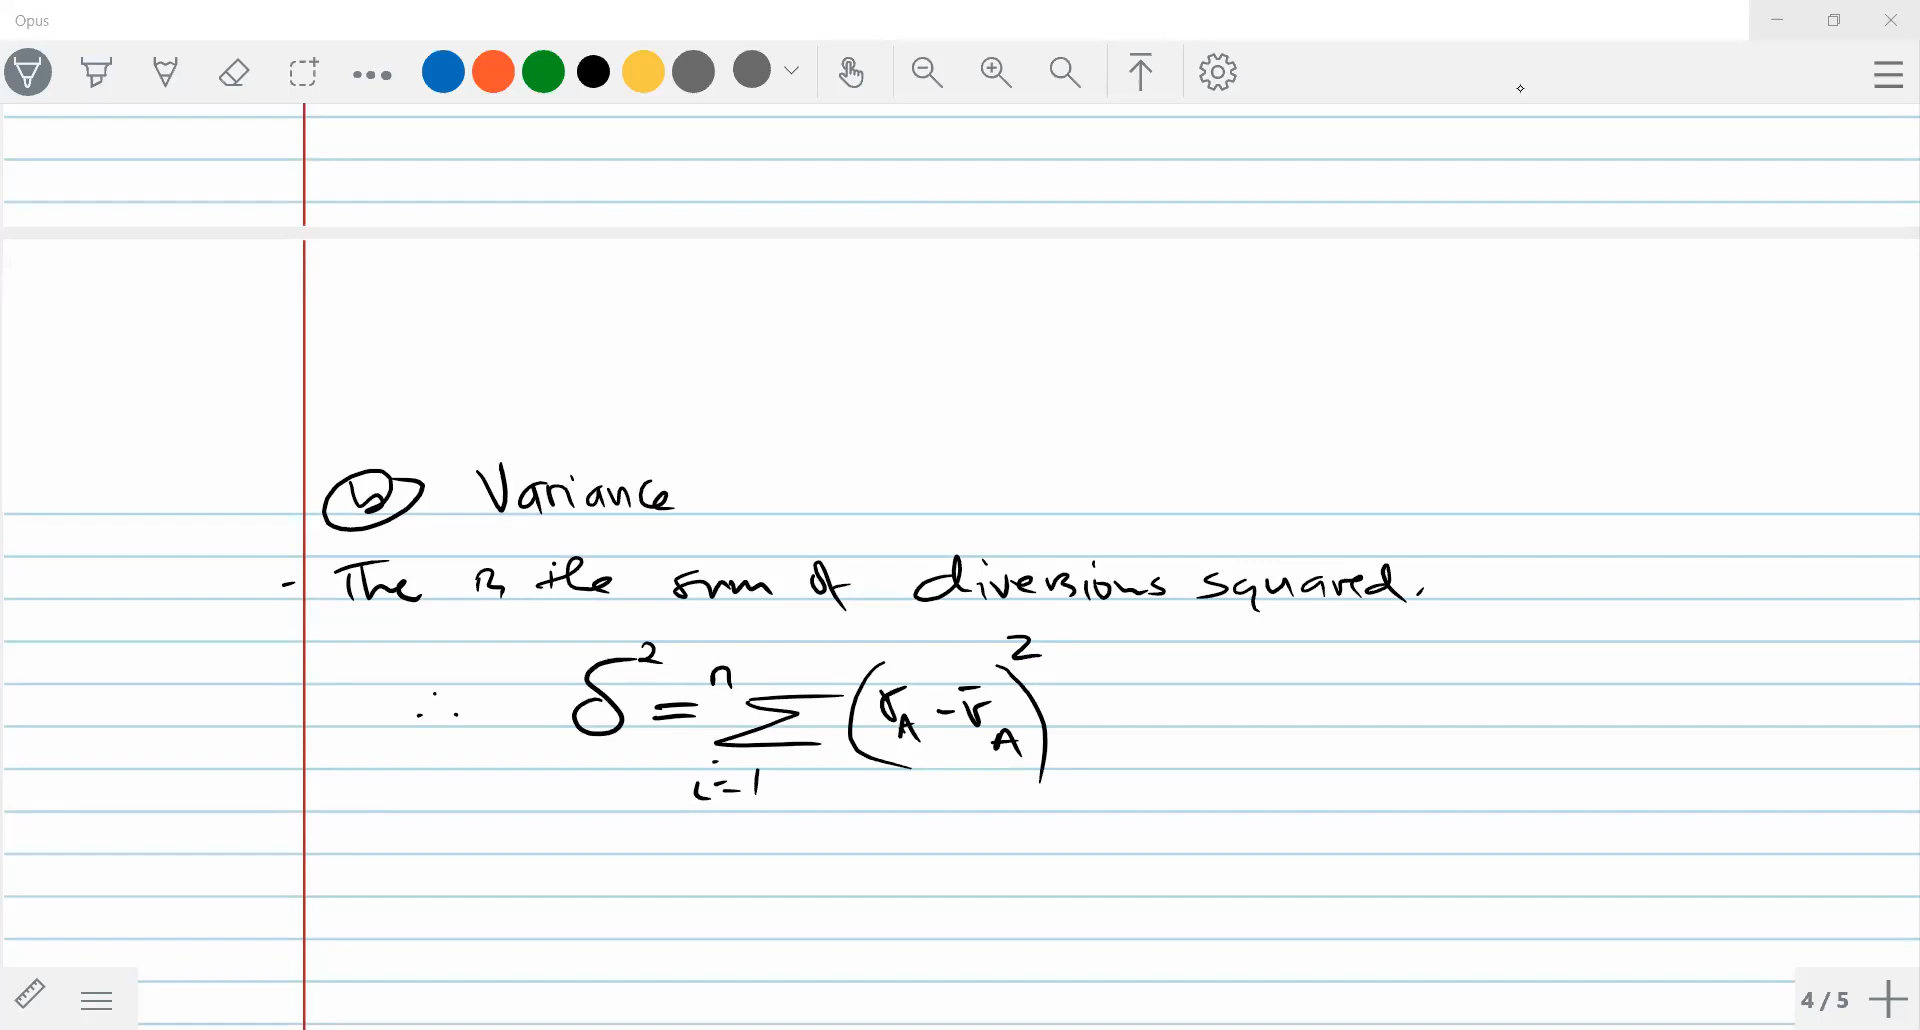 Opus
b Variance
- The is the sum of diversions squared.
∴ δ² = n Σ i=1 (r_A - r̄_A)²
4 / 5